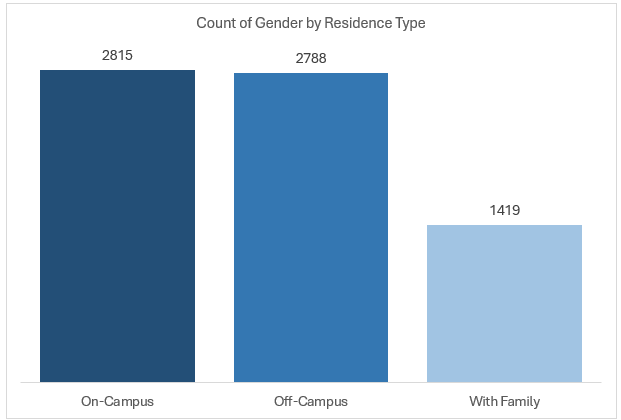 Count of Gender by Residence Type
2815
2788
1419
On-Campus
Off-Campus
With Family